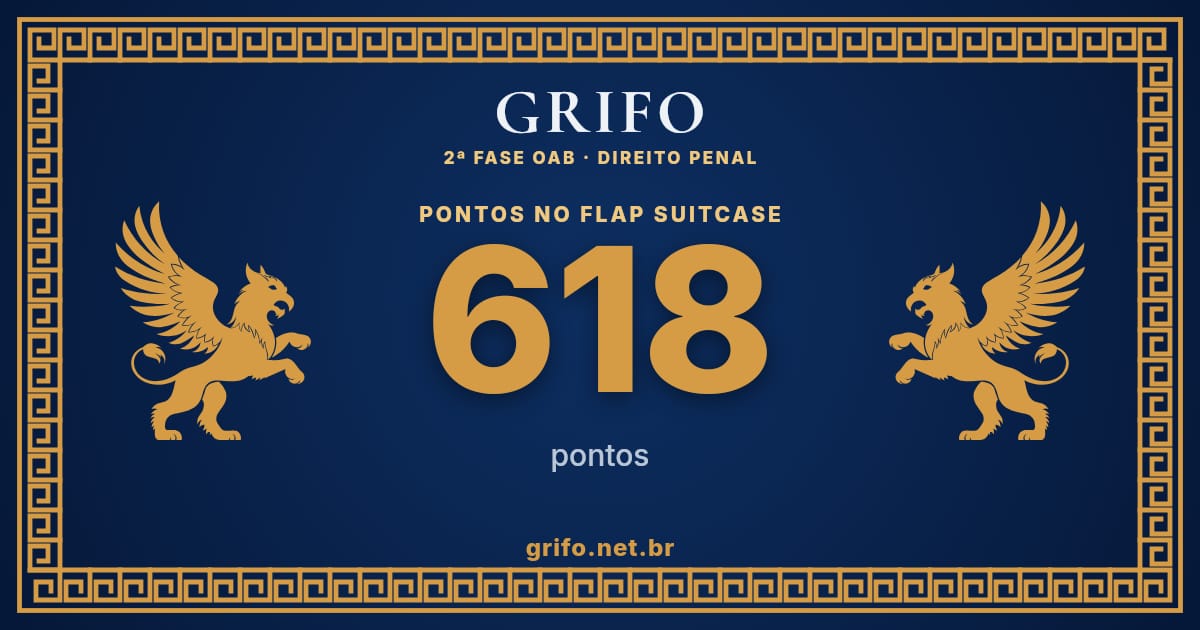 GRIFO
2ª FASE OAB · DIREITO PENAL
PONTOS NO FLAP SUITCASE
618
pontos
grifo.net.br